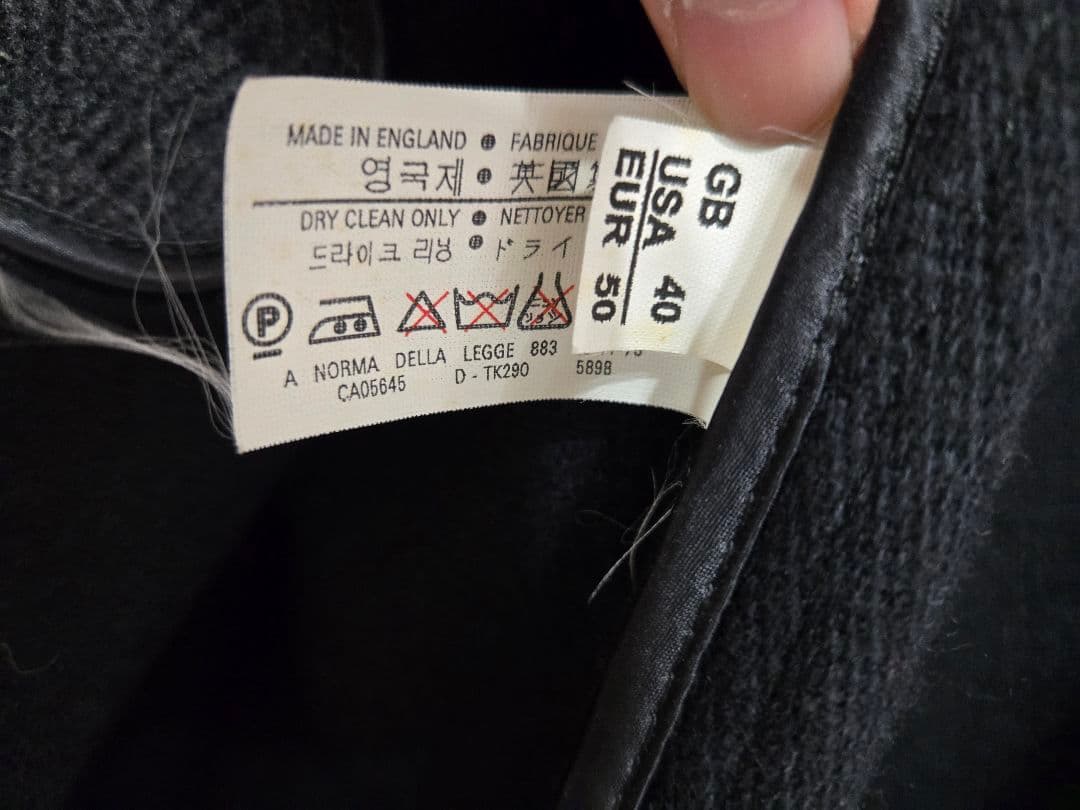 MADE IN ENGLAND FABRIQUE
영국제 英國
DRY CLEAN ONLY NETTOYER
드라이크 리닝 ドライ
P
A NORMA DELLA LEGGE 883
CA05645 D - TK290 5898
GB
USA 40
EUR 50